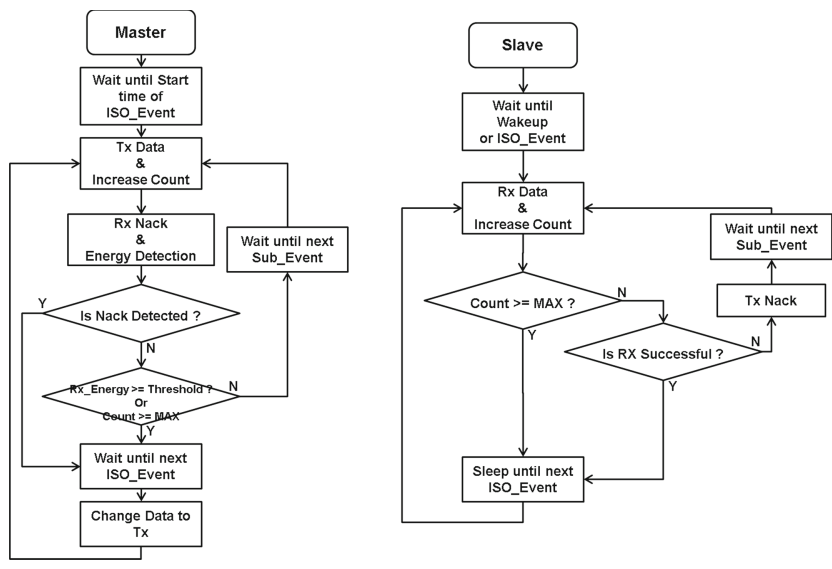 Master
Wait until Start
time of
ISO_Event
Tx Data
&
Increase Count
Rx Nack
&
Energy Detection
Wait until next
Sub_Event
Y
Is Nack Detected ?
N
Rx_Energy >= Threshold ?
Or
Count >= MAX
N
Y
Wait until next
ISO_Event
Change Data to
Tx
Slave
Wait until
Wakeup
or ISO_Event
Rx Data
&
Increase Count
Wait until next
Sub_Event
Tx Nack
Count >= MAX ?
N
Y
Is RX Successful ?
N
Y
Sleep until next
ISO_Event